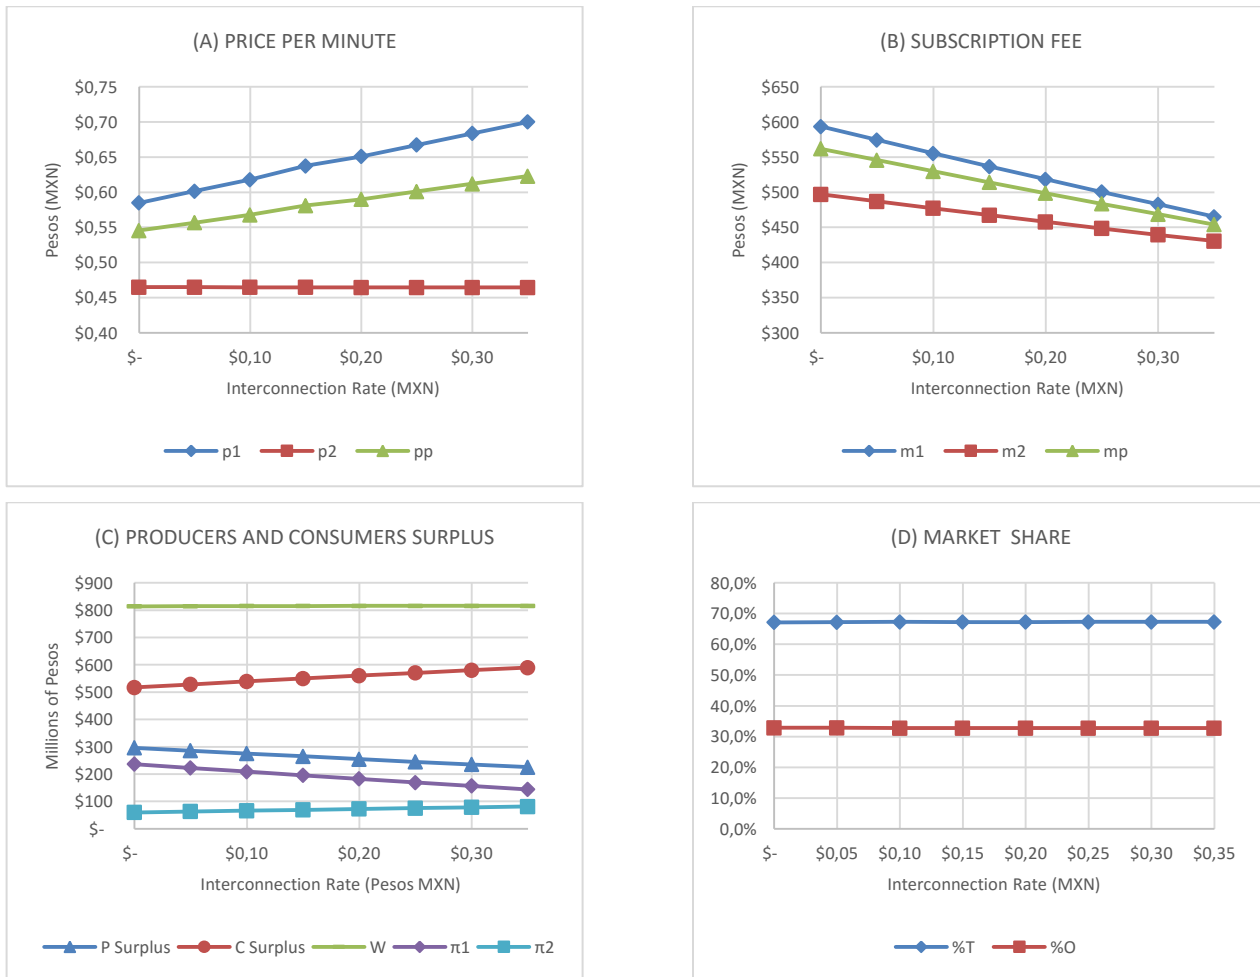 (A) PRICE PER MINUTE
$0,75
$0,70
$0,65
$0,60
$0,55
$0,50
$0,45
$0,40
Pesos (MXN)
$- $0,10 $0,20 $0,30
Interconnection Rate (MXN)
p1 p2 pp
(B) SUBSCRIPTION FEE
$650
$600
$550
$500
$450
$400
$350
$300
Pesos (MXN)
$- $0,10 $0,20 $0,30
Interconnection Rate (MXN)
m1 m2 mp
(C) PRODUCERS AND CONSUMERS SURPLUS
$900
$800
$700
$600
$500
$400
$300
$200
$100
$-
Millions of Pesos
$- $0,10 $0,20 $0,30
Interconnection Rate (Pesos MXN)
P Surplus C Surplus W π1 π2
(D) MARKET SHARE
80,0%
70,0%
60,0%
50,0%
40,0%
30,0%
20,0%
10,0%
0,0%
$- $0,05 $0,10 $0,15 $0,20 $0,25 $0,30 $0,35
Interconnection Rate (MXN)
%T %O